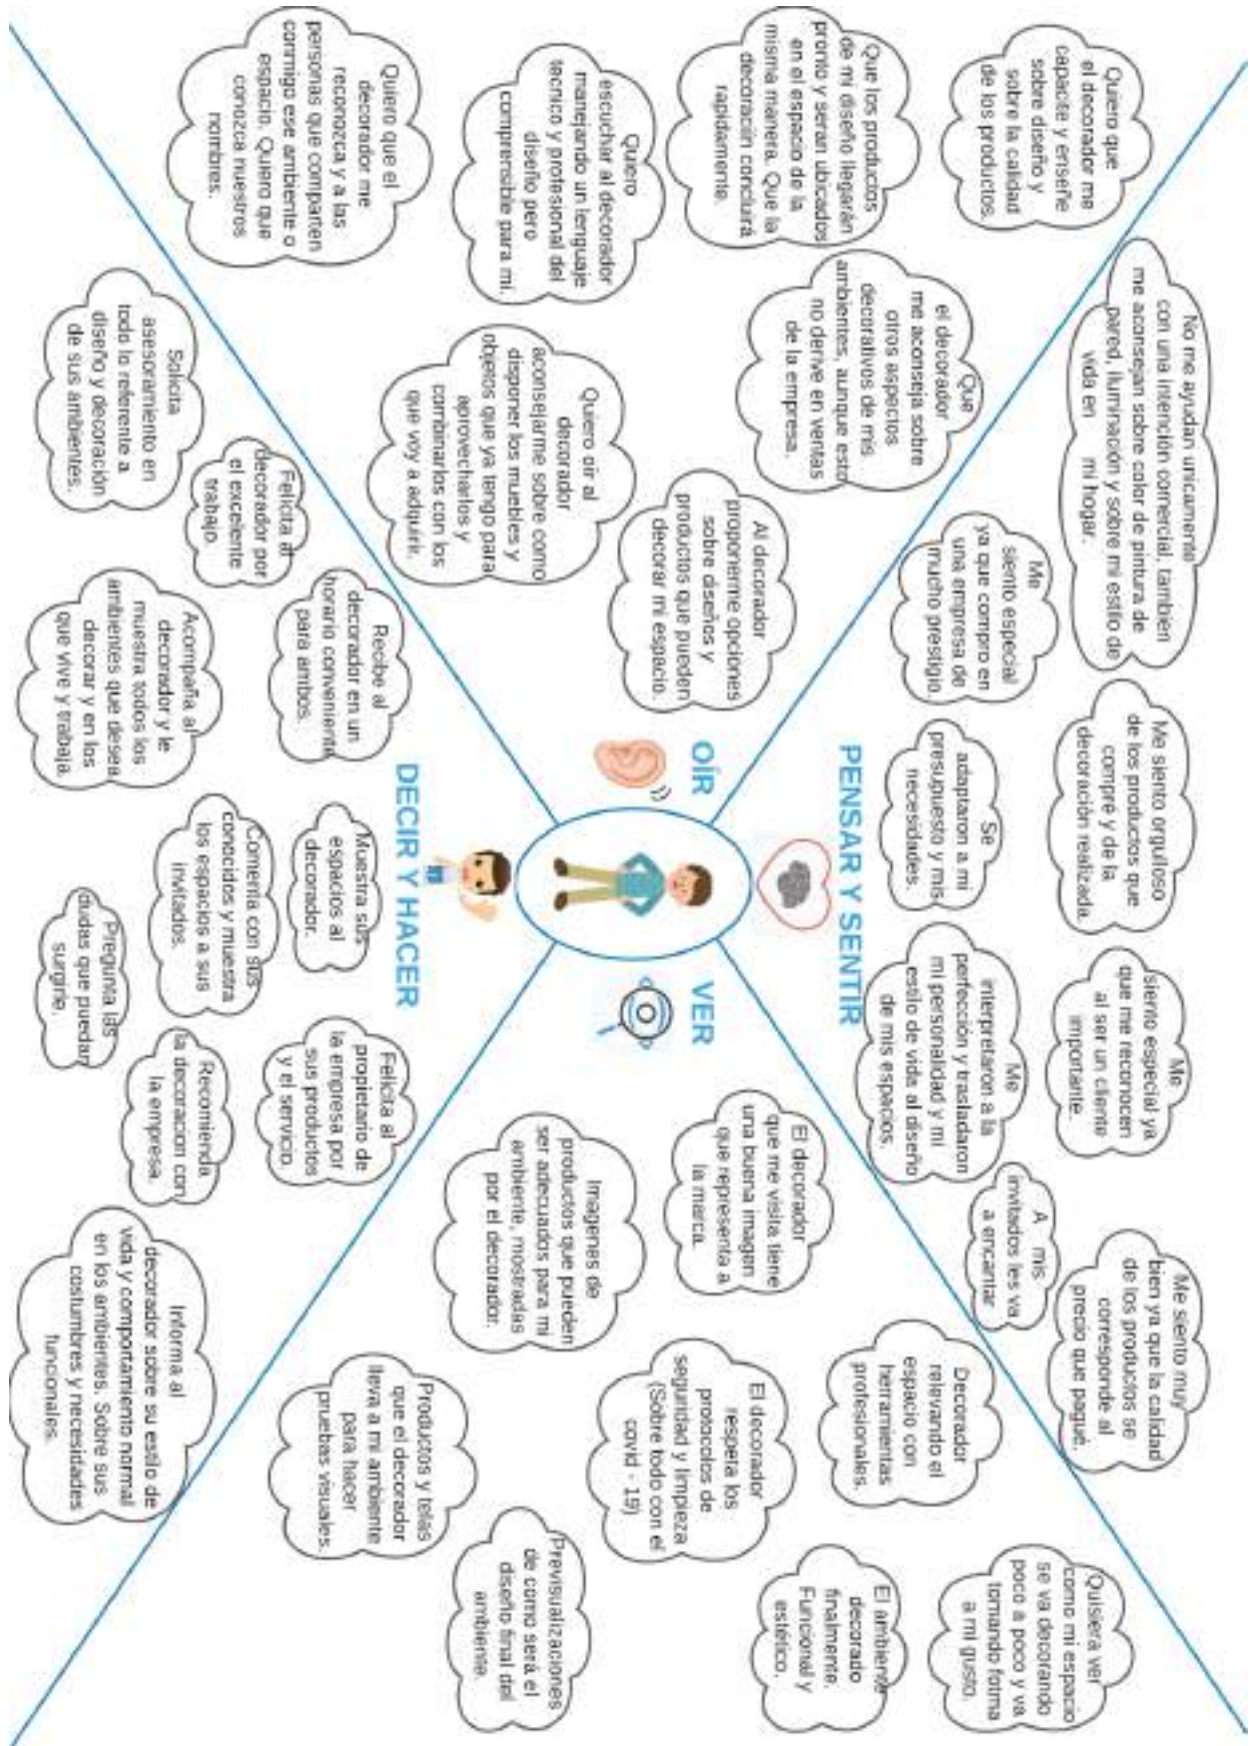 PENSAR Y SENTIR
No me ayudan unicamente
con una intención comercial, tambien
me aconsejan sobre color de pintura de
pared, iluminación y sobre mi estilo de
vida en mi hogar.
Me siento orgulloso
de los productos que
compre y de la
decoración realizada.
Me
siento especial ya
que me reconocen
al ser un cliente
importante.
Me siento muy
bien ya que la calidad
de los productos se
corresponde al
precio que pagué.
Me
siento especial
ya que compro en
una empresa de
mucho prestigio.
Se
adaptaron a mi
presupuesto y mis
necesidades.
Me
interpretaron a la
perfección y trasladaron
mi personalidad y mi
estilo de vida al diseño
de mis espacios.
A mis
invitados les va
a encantar
OÍR
Quiero que
el decorador me
capacite y enseñe
sobre diseño y
sobre la calidad
de los productos.
Que los productos
de mi diseño llegarán
pronto y seran ubicados
en el espacio de la
misma manera. Que la
decoración concluirá
rapidamente.
Que
el decorador
me aconseja sobre
otros aspectos
decorativos de mis
ambientes, aunque esto
no derive en ventas
de la empresa.
Al decorador
proponerme opciones
sobre diseños y
productos que pueden
decorar mi espacio.
Quiero
escuchar al decorador
manejando un lenguaje
tecnico y profesional del
diseño pero
comprensible para mi.
Quiero oir al
decorador
aconsejarme sobre como
disponer los muebles y
objetos que ya tengo para
aprovecharlos y
combinarlos con los
que voy a adquirir.
Quiero que el
decorador me
reconozca y a las
personas que comparten
conmigo ese ambiente o
espacio. Quiero que
conozca nuestros
nombres.
VER
El decorador
que me visita tiene
una buena imagen
que representa a
la marca.
Imagenes de
productos que pueden
ser adecuados para mi
ambiente, mostradas
por el decorador.
Decorador
relevando el
espacio con
herramientas
profesionales.
El decorador
respeta los
protocolos de
seguridad y limpieza
(Sobre todo con el
covid - 19)
Productos y telas
que el decorador
lleva a mi ambiente
para hacer
pruebas visuales.
Quisiera ver
como mi espacio
se va decorando
poco a poco y va
tomando forma
a mi gusto.
El ambiente
decorado
finalmente.
Funcional y
estético.
Previsualizaciones
de como será el
diseño final del
ambiente.
DECIR Y HACER
Solicita
asesoramiento en
todo lo referente a
diseño y decoración
de sus ambientes.
Felicita al
decorador por
el excelente
trabajo.
Recibe al
decorador en un
horario conveniente
para ambos.
Acompaña al
decorador y le
muestra todos los
ambientes que desea
decorar y en los
que vive y trabaja.
Muestra sus
espacios al
decorador.
Comenta con sus
conocidos y muestra
los espacios a sus
invitados.
Pregunta las
dudas que puedan
surgirle.
Felicita al
propietario de
la empresa por
sus productos
y el servicio.
Recomienda
la decoracion con
la empresa.
Informa al
decorador sobre su estilo de
vida y comportamiento normal
en los ambientes. Sobre sus
costumbres y necesidades
funcionales.